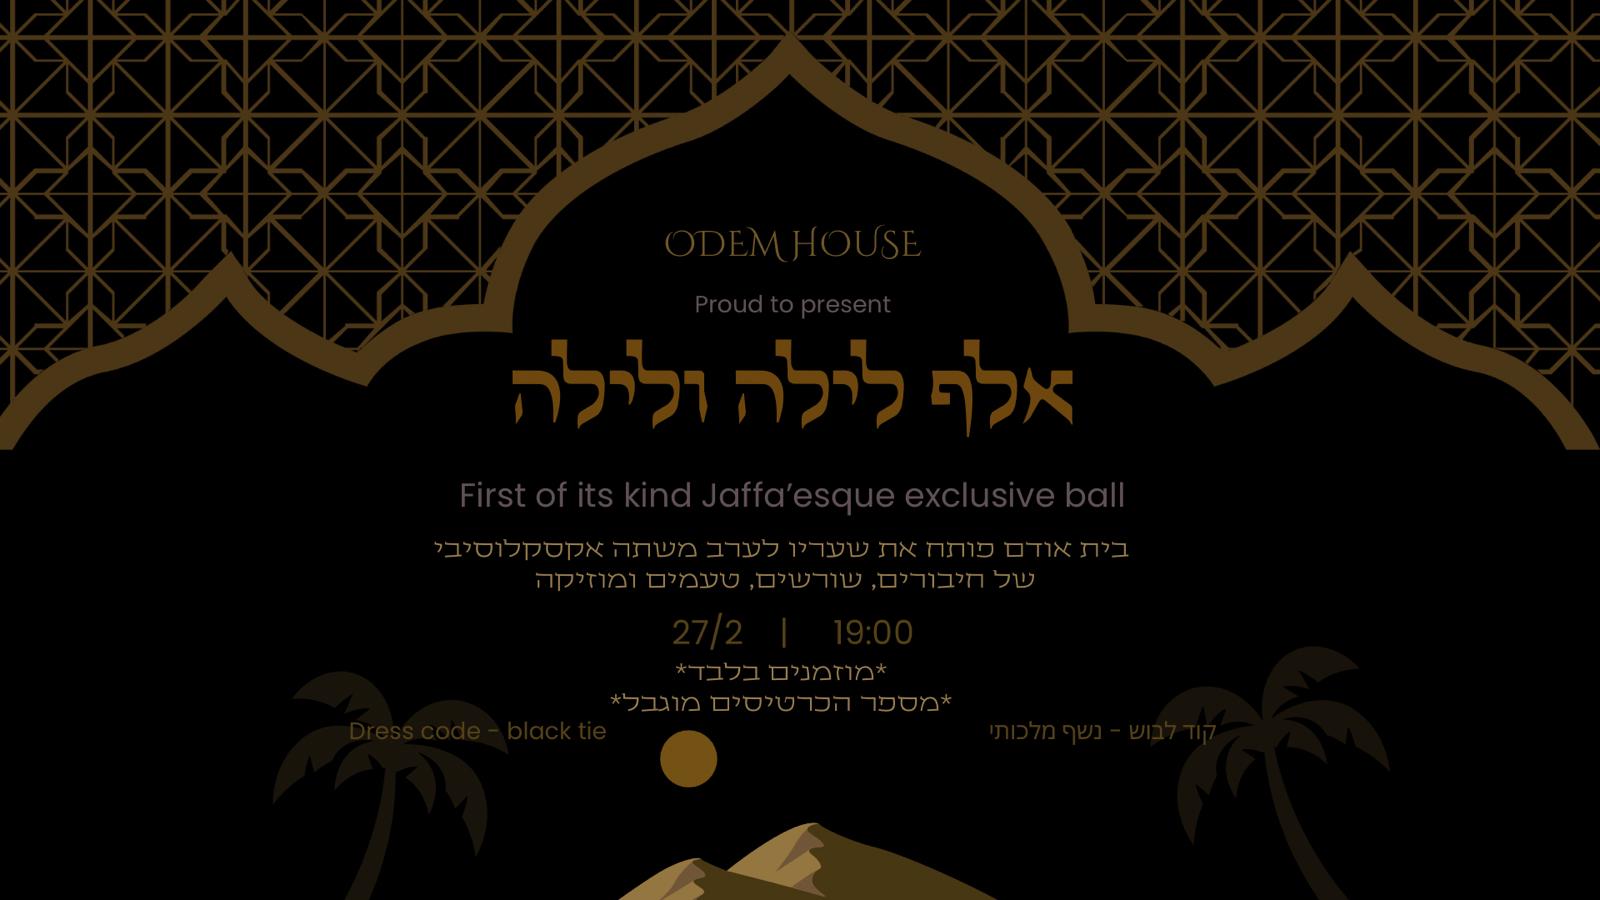 ODEM HOUSE
Proud to present
אלף לילה ולילה
First of its kind Jaffa’esque exclusive ball
בית אודם פותח את שעריו לערב משתה אקסקלוסיבי
של חיבורים, שורשים, טעמים ומוזיקה
27/2 | 19:00
*מוזמנים בלבד*
*מספר הכרטיסים מוגבל*
Dress code - black tie
קוד לבוש - נשף מלכותי